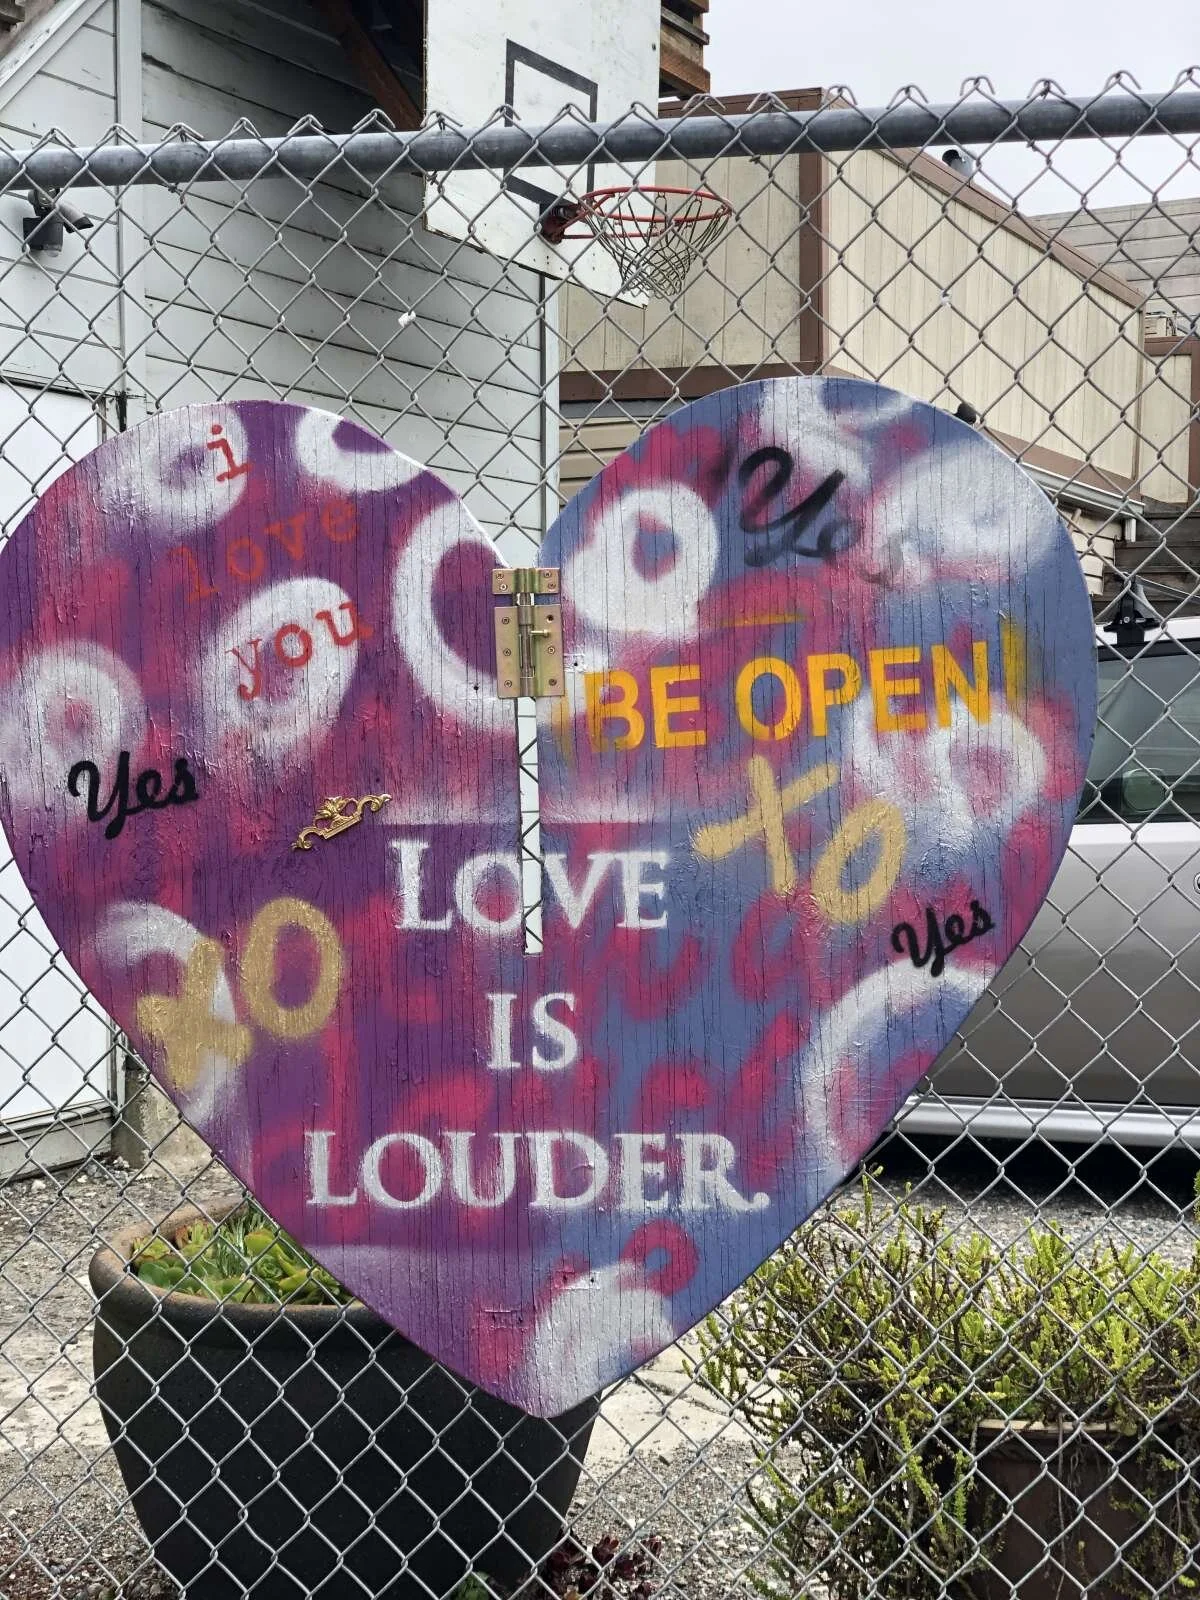 i
love
you
Yes
Yes
BE OPEN
XO
XO
Yes
LOVE
IS
LOUDER